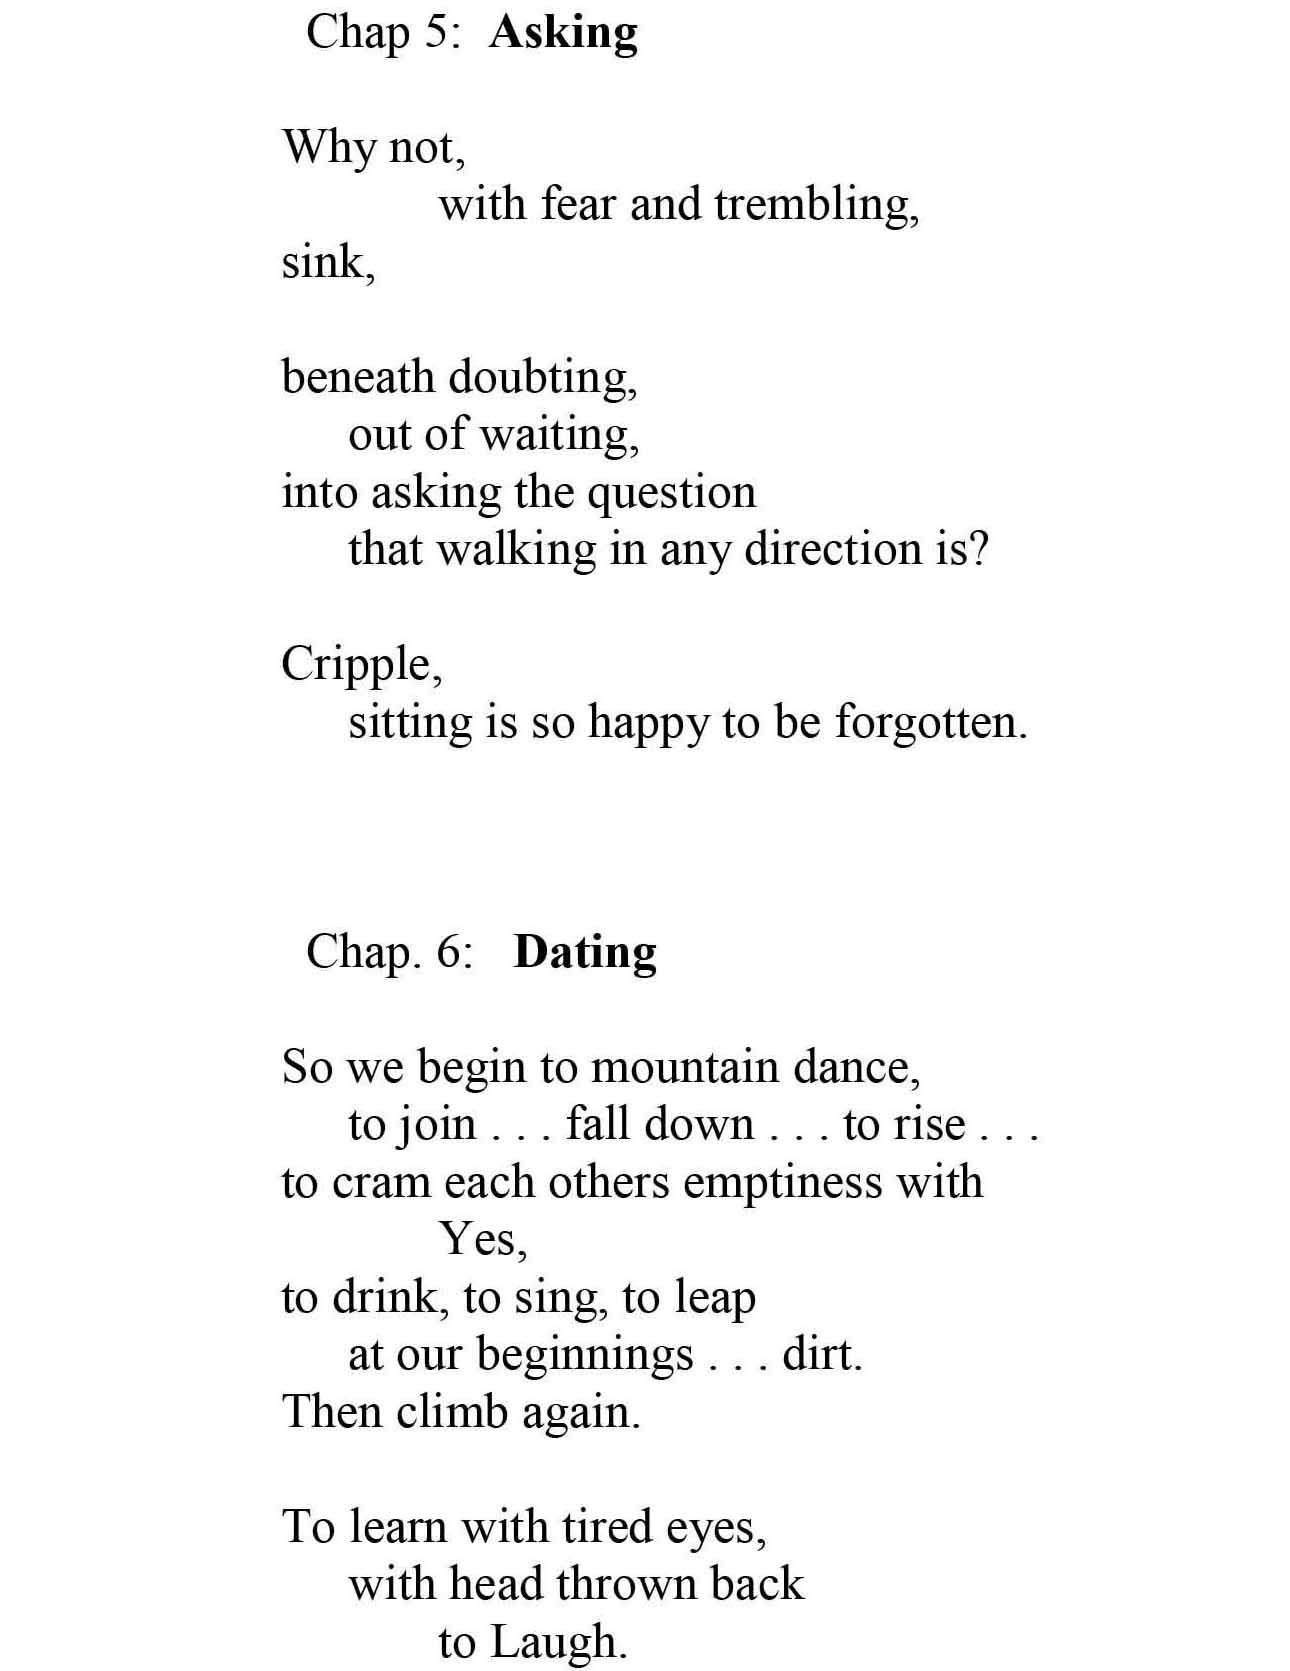 Chap 5: Asking
Why not,
with fear and trembling,
sink,
beneath doubting,
out of waiting,
into asking the question
that walking in any direction is?
Cripple,
sitting is so happy to be forgotten.
Chap. 6: Dating
So we begin to mountain dance,
to join . . . fall down . . . to rise . . .
to cram each others emptiness with
Yes,
to drink, to sing, to leap
at our beginnings . . . dirt.
Then climb again.
To learn with tired eyes,
with head thrown back
to Laugh.